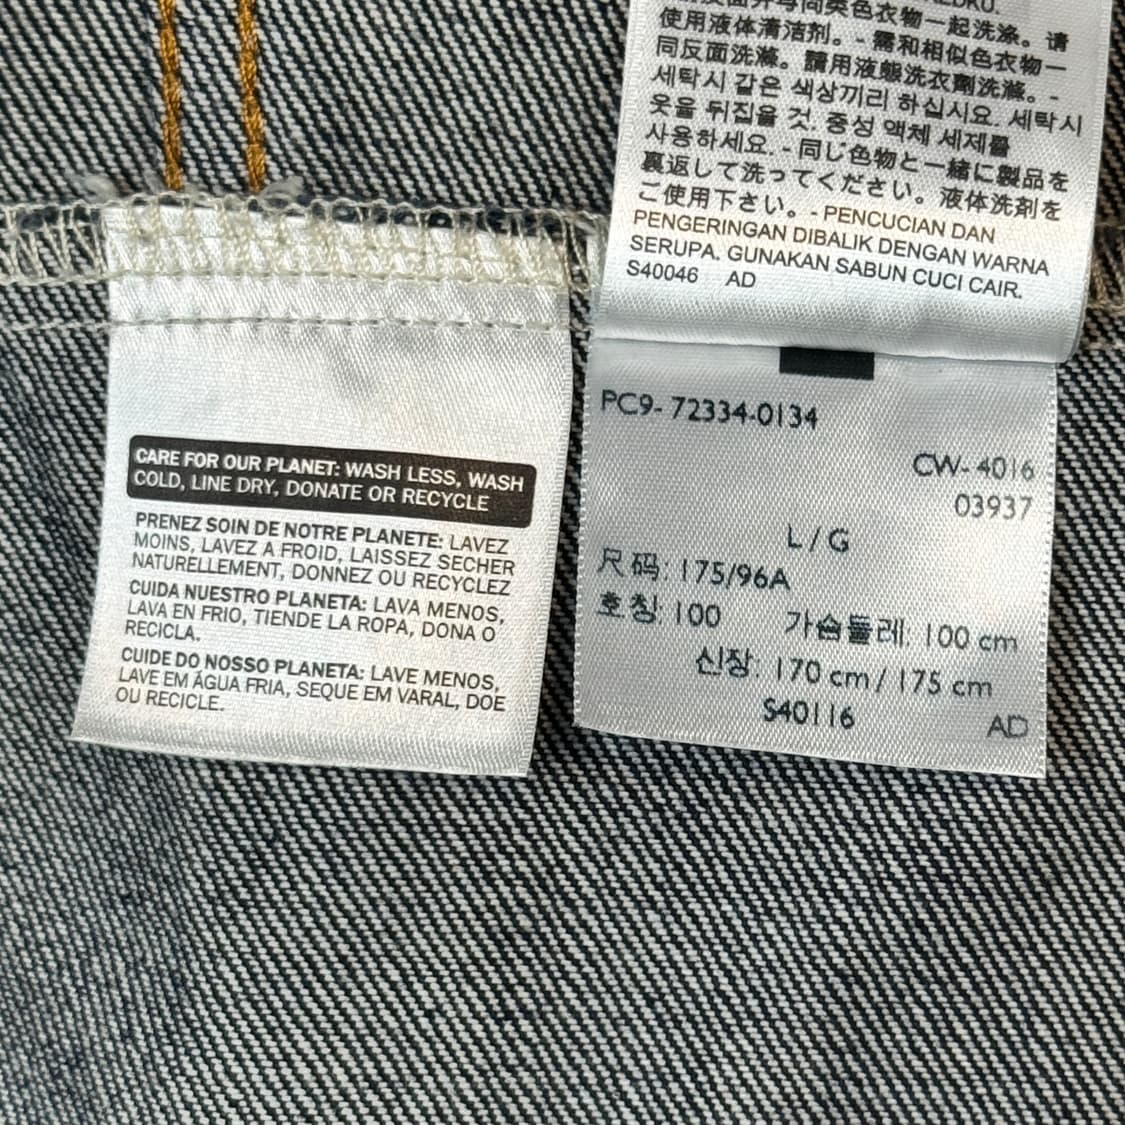 CARE FOR OUR PLANET: WASH LESS, WASH
COLD, LINE DRY, DONATE OR RECYCLE
PRENEZ SOIN DE NOTRE PLANETE: LAVEZ
MOINS, LAVEZ A FROID, LAISSEZ SECHER
NATURELLEMENT, DONNEZ OU RECYCLEZ
CUIDA NUESTRO PLANETA: LAVA MENOS,
LAVA EN FRIO, TIENDE LA ROPA, DONA O
RECICLA.
CUIDE DO NOSSO PLANETA: LAVE MENOS,
LAVE EM ÁGUA FRIA, SEQUE EM VARAL, DOE
OU RECICLE.
类色衣物一起洗涤。请
使用液体清洁剂。- 需和相似色衣物一
同反面洗滌。請用液態洗衣劑洗滌。-
세탁시 같은 색상끼리 하십시요. 세탁시
옷을 뒤집을 것. 중성 액체 세제를
사용하세요. - 同じ色物と一緒に製品を
裏返して洗ってください。液体洗剤を
ご使用下さい。- PENCUCIAN DAN
PENGERINGAN DIBALIK DENGAN WARNA
SERUPA. GUNAKAN SABUN CUCI CAIR.
S40046 AD
PC9- 72334-0134
CW- 4016
03937
L / G
尺码: 175/96A
호칭: 100 가슴둘레: 100 cm
신장: 170 cm / 175 cm
S40116 AD